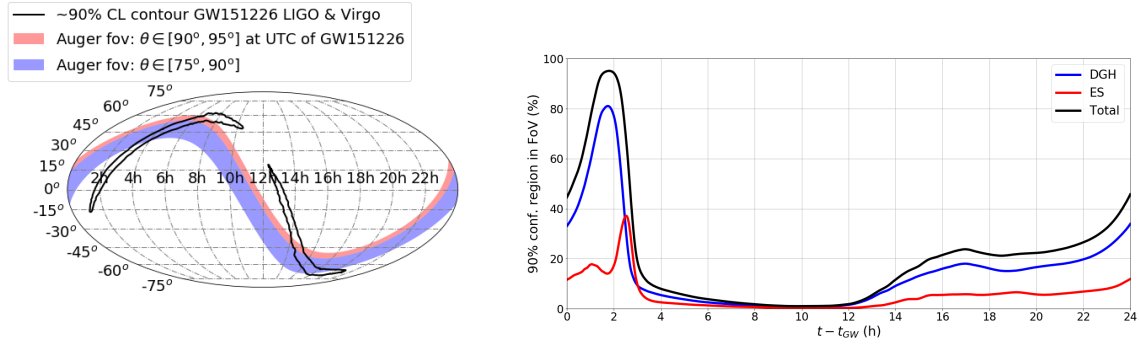 ~90% CL contour GW151226 LIGO & Virgo
Auger fov: θ∈[90°, 95°] at UTC of GW151226
Auger fov: θ∈[75°, 90°]
75°
60°
45°
30°
15°
0°
2h 4h 6h 8h 10h 12h 14h 16h 18h 20h 22h
-15°
-30°
-45°
-60°
-75°
90% conf. region in FoV (%)
100
80
60
40
20
0
DGH
ES
Total
0 2 4 6 8 10 12 14 16 18 20 22 24
t − t_GW (h)